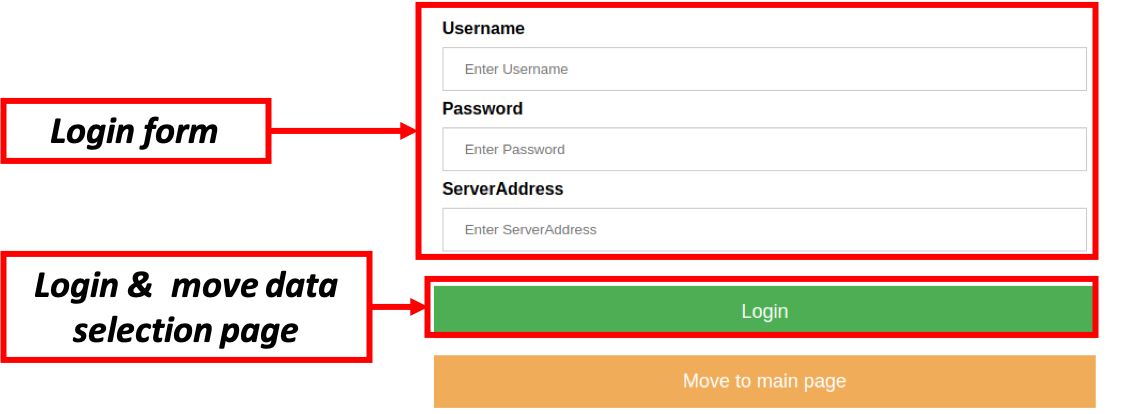 Username
Enter Username
Password
Enter Password
ServerAddress
Enter ServerAddress
Login form
Login & move data
selection page
Login
Move to main page